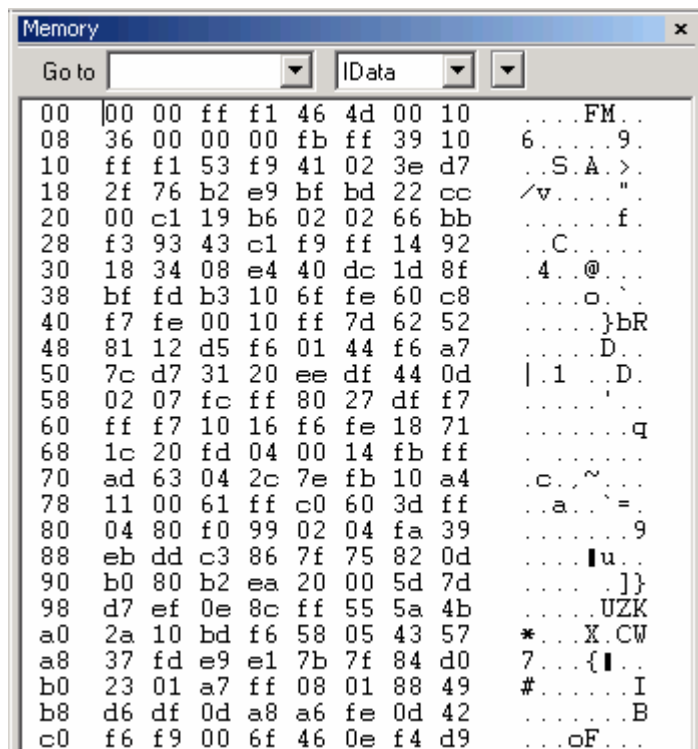 Memory x
Go to IData
00 00 00 ff f1 46 4d 00 10 ....FM..
08 36 00 00 00 fb ff 39 10 6.....9.
10 ff f1 53 f9 41 02 3e d7 ..S.A.>.
18 2f 76 b2 e9 bf bd 22 cc /v....".
20 00 c1 19 b6 02 02 66 bb ......f.
28 f3 93 43 c1 f9 ff 14 92 ..C.....
30 18 34 08 e4 40 dc 1d 8f .4..@...
38 bf fd b3 10 6f fe 60 c8 ....o.`.
40 f7 fe 00 10 ff 7d 62 52 .....}bR
48 81 12 d5 f6 01 44 f6 a7 .....D..
50 7c d7 31 20 ee df 44 0d |.1 ..D.
58 02 07 fc ff 80 27 df f7 .....'..
60 ff f7 10 16 f6 fe 18 71 .......q
68 1c 20 fd 04 00 14 fb ff . ......
70 ad 63 04 2c 7e fb 10 a4 .c.,~...
78 11 00 61 ff c0 60 3d ff ..a..`=.
80 04 80 f0 99 02 04 fa 39 .......9
88 eb dd c3 86 7f 75 82 0d ....▮u..
90 b0 80 b2 ea 20 00 5d 7d .... .]}
98 d7 ef 0e 8c ff 55 5a 4b .....UZK
a0 2a 10 bd f6 58 05 43 57 *...X.CW
a8 37 fd e9 e1 7b 7f 84 d0 7...{▮..
b0 23 01 a7 ff 08 01 88 49 #......I
b8 d6 df 0d a8 a6 fe 0d 42 .......B
c0 f6 f9 00 6f 46 0e f4 d9 ...oF...